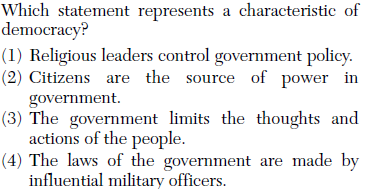 Which statement represents a characteristic of
democracy?
(1) Religious leaders control government policy.
(2) Citizens are the source of power in
government.
(3) The government limits the thoughts and
actions of the people.
(4) The laws of the government are made by
influential military officers.